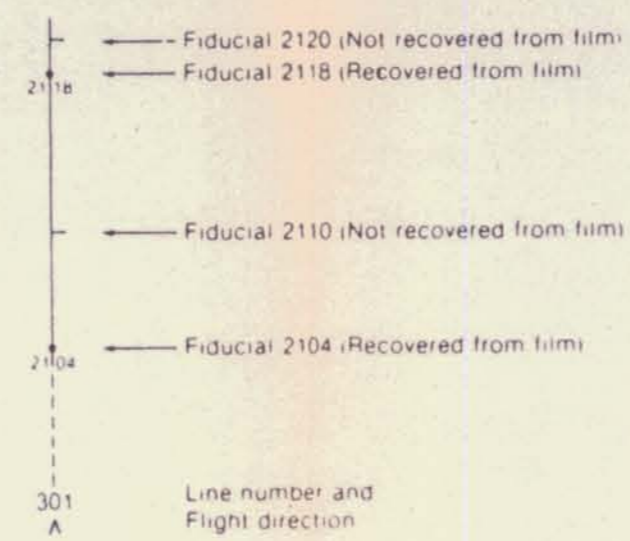 Fiducial 2120 (Not recovered from film)
Fiducial 2118 (Recovered from film)
2118
Fiducial 2110 (Not recovered from film)
Fiducial 2104 (Recovered from film)
2104
301 Line number and
Λ Flight direction